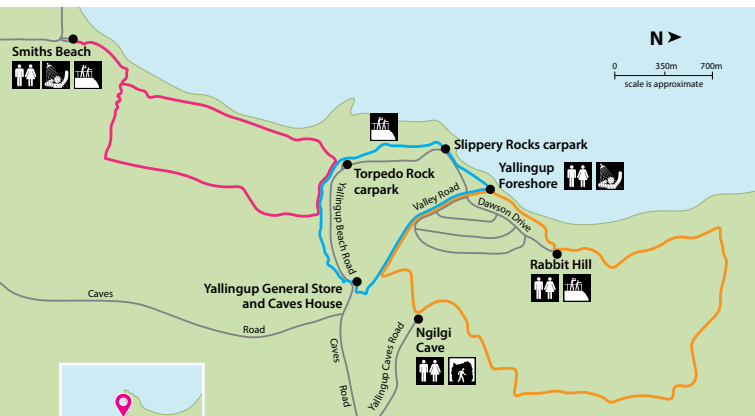 N
0 350m 700m
scale is approximate
Smiths Beach
Slippery Rocks carpark
Yallingup
Foreshore
Torpedo Rock
carpark
Valley Road
Dawson Drive
Yallingup Beach Road
Rabbit Hill
Yallingup General Store
and Caves House
Caves
Road
Ngilgi
Cave
Caves
Road
Yallingup Caves Road